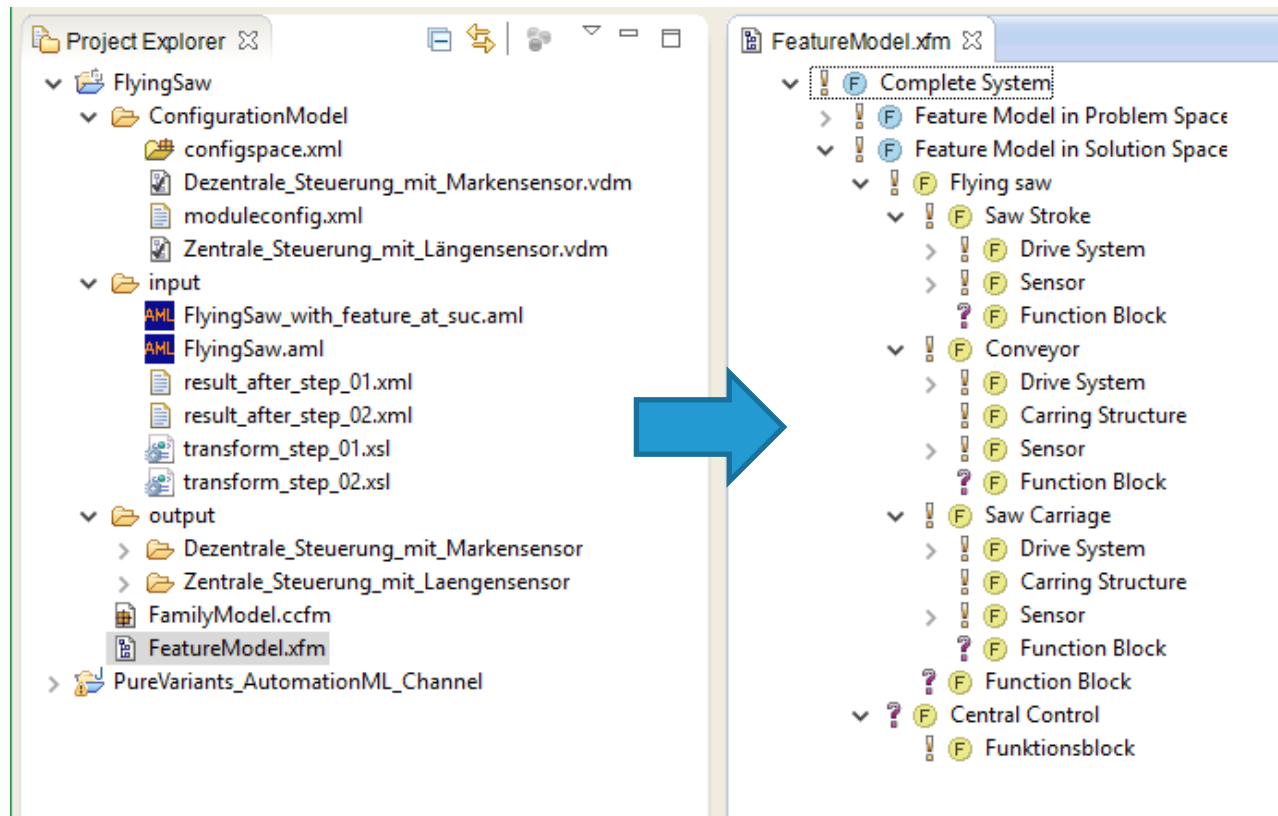 Project Explorer
FlyingSaw
ConfigurationModel
configspace.xml
Dezentrale_Steuerung_mit_Markensensor.vdm
moduleconfig.xml
Zentrale_Steuerung_mit_Längensensor.vdm
input
AML FlyingSaw_with_feature_at_suc.aml
AML FlyingSaw.aml
result_after_step_01.xml
result_after_step_02.xml
transform_step_01.xsl
transform_step_02.xsl
output
Dezentrale_Steuerung_mit_Markensensor
Zentrale_Steuerung_mit_Laengensensor
FamilyModel.ccfm
FeatureModel.xfm
PureVariants_AutomationML_Channel
FeatureModel.xfm
! F Complete System
! F Feature Model in Problem Space
! F Feature Model in Solution Space
! F Flying saw
! F Saw Stroke
! F Drive System
! F Sensor
? F Function Block
! F Conveyor
! F Drive System
! F Carring Structure
! F Sensor
? F Function Block
! F Saw Carriage
! F Drive System
! F Carring Structure
! F Sensor
? F Function Block
? F Function Block
? F Central Control
! F Funktionsblock